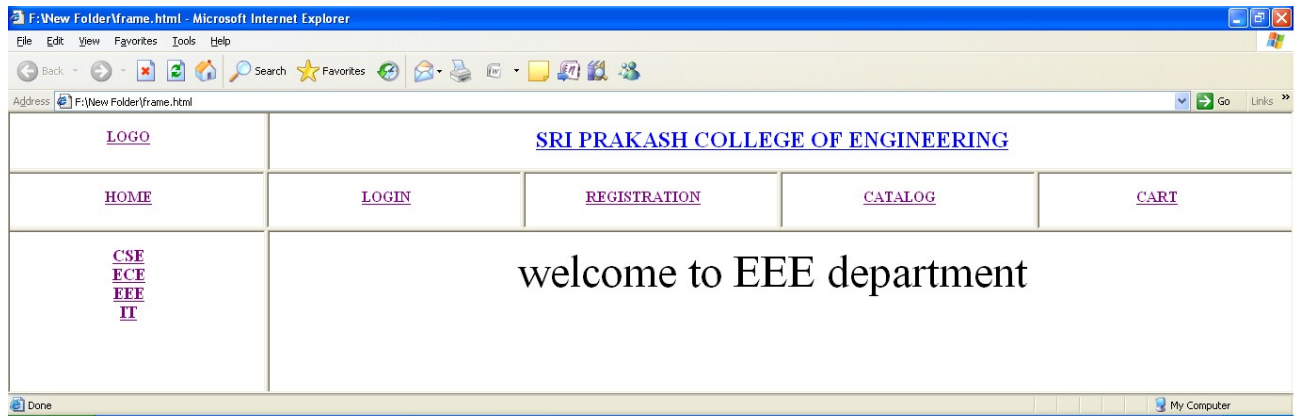 F:\New Folder\frame.html - Microsoft Internet Explorer
File Edit View Favorites Tools Help
Back Search Favorites
Address F:\New Folder\frame.html Go Links »
LOGO SRI PRAKASH COLLEGE OF ENGINEERING
HOME LOGIN REGISTRATION CATALOG CART
CSE
ECE
EEE
IT
welcome to EEE department
Done My Computer